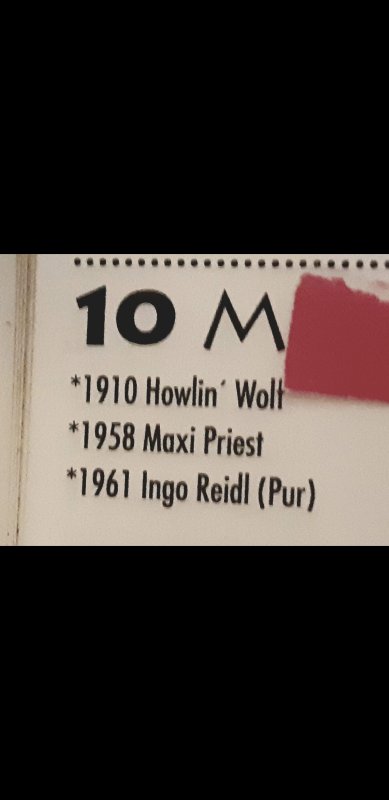 10 M
*1910 Howlin´ Wolf
*1958 Maxi Priest
*1961 Ingo Reidl (Pur)